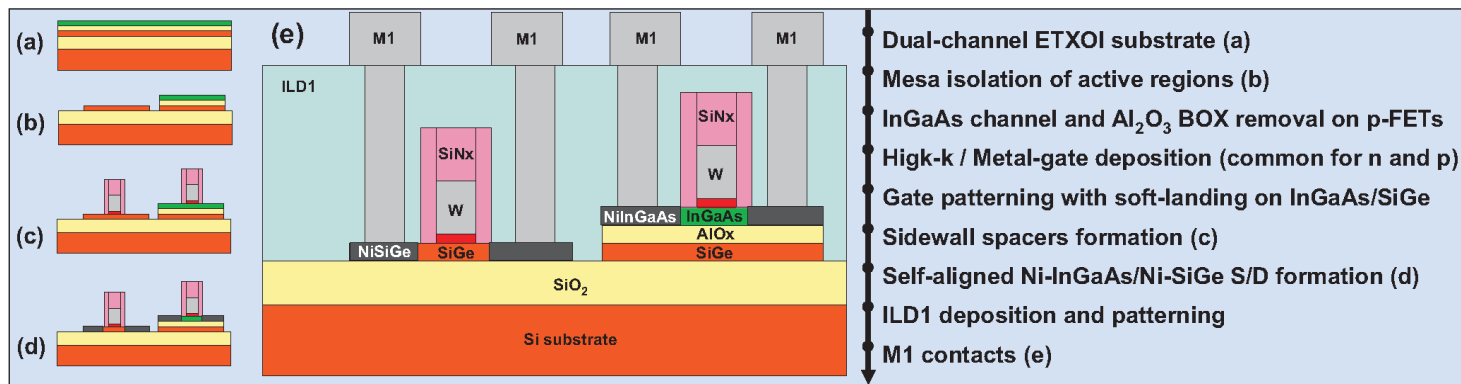 (a)
(b)
(c)
(d)
(e)
M1 M1 M1 M1
ILD1
SiNx
SiNx
W
W
NiInGaAs InGaAs
AlOx
NiSiGe SiGe
SiGe
SiO₂
Si substrate
Dual-channel ETXOI substrate (a)
Mesa isolation of active regions (b)
InGaAs channel and Al₂O₃ BOX removal on p-FETs
Higk-k / Metal-gate deposition (common for n and p)
Gate patterning with soft-landing on InGaAs/SiGe
Sidewall spacers formation (c)
Self-aligned Ni-InGaAs/Ni-SiGe S/D formation (d)
ILD1 deposition and patterning
M1 contacts (e)